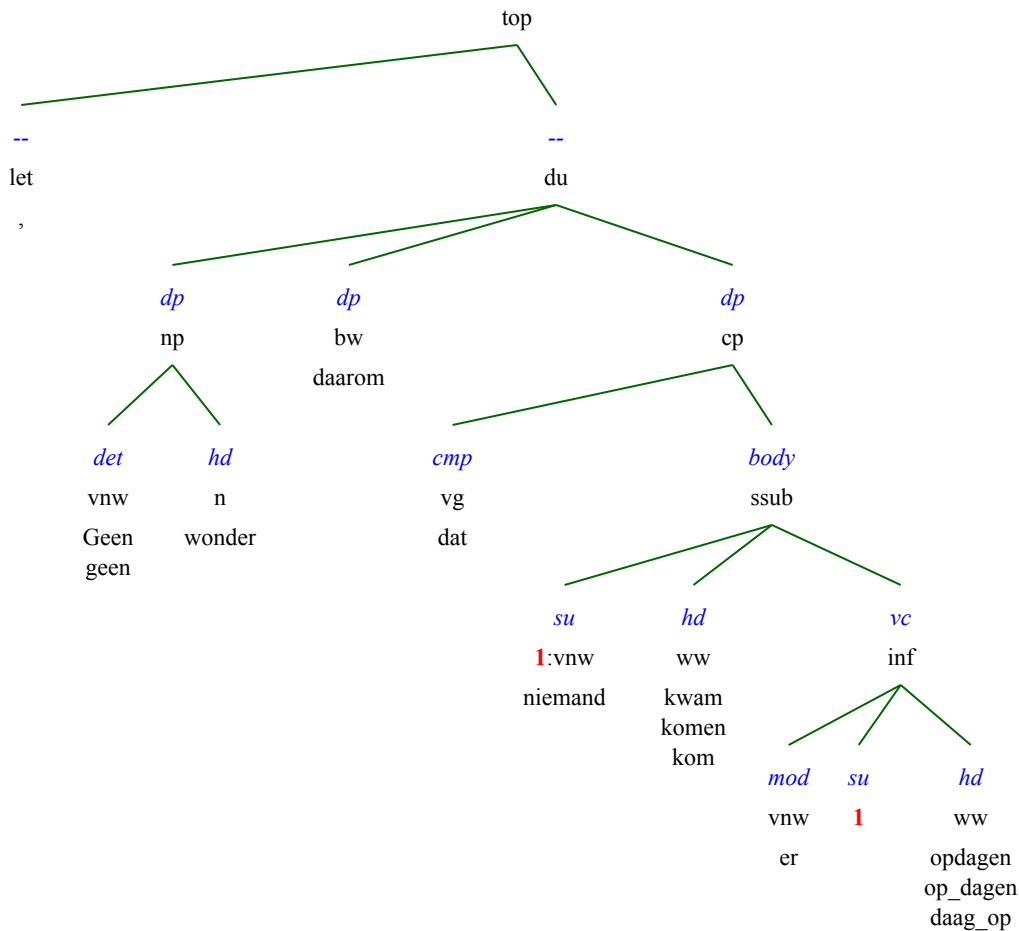 top
-- --
let du
,
dp dp dp
np bw cp
daarom
det hd cmp body
vnw n vg ssub
Geen wonder dat
geen
su hd vc
1:vnw ww inf
niemand kwam
komen
kom
mod su hd
vnw 1 ww
er opdagen
op_dagen
daag_op